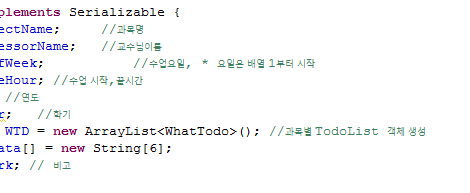 plements Serializable {
ectName;    //과목명
essorName;    //교수님이름
fWeek;    //수업요일, * 요일은 배열 1부터 시작
eHour; //수업 시작,끝시간
//연도
r;    //학기
WTD = new ArrayList<WhatTodo>(); //과목별 TodoList 객체 생성
ata[] = new String[6];
rk; // 비고